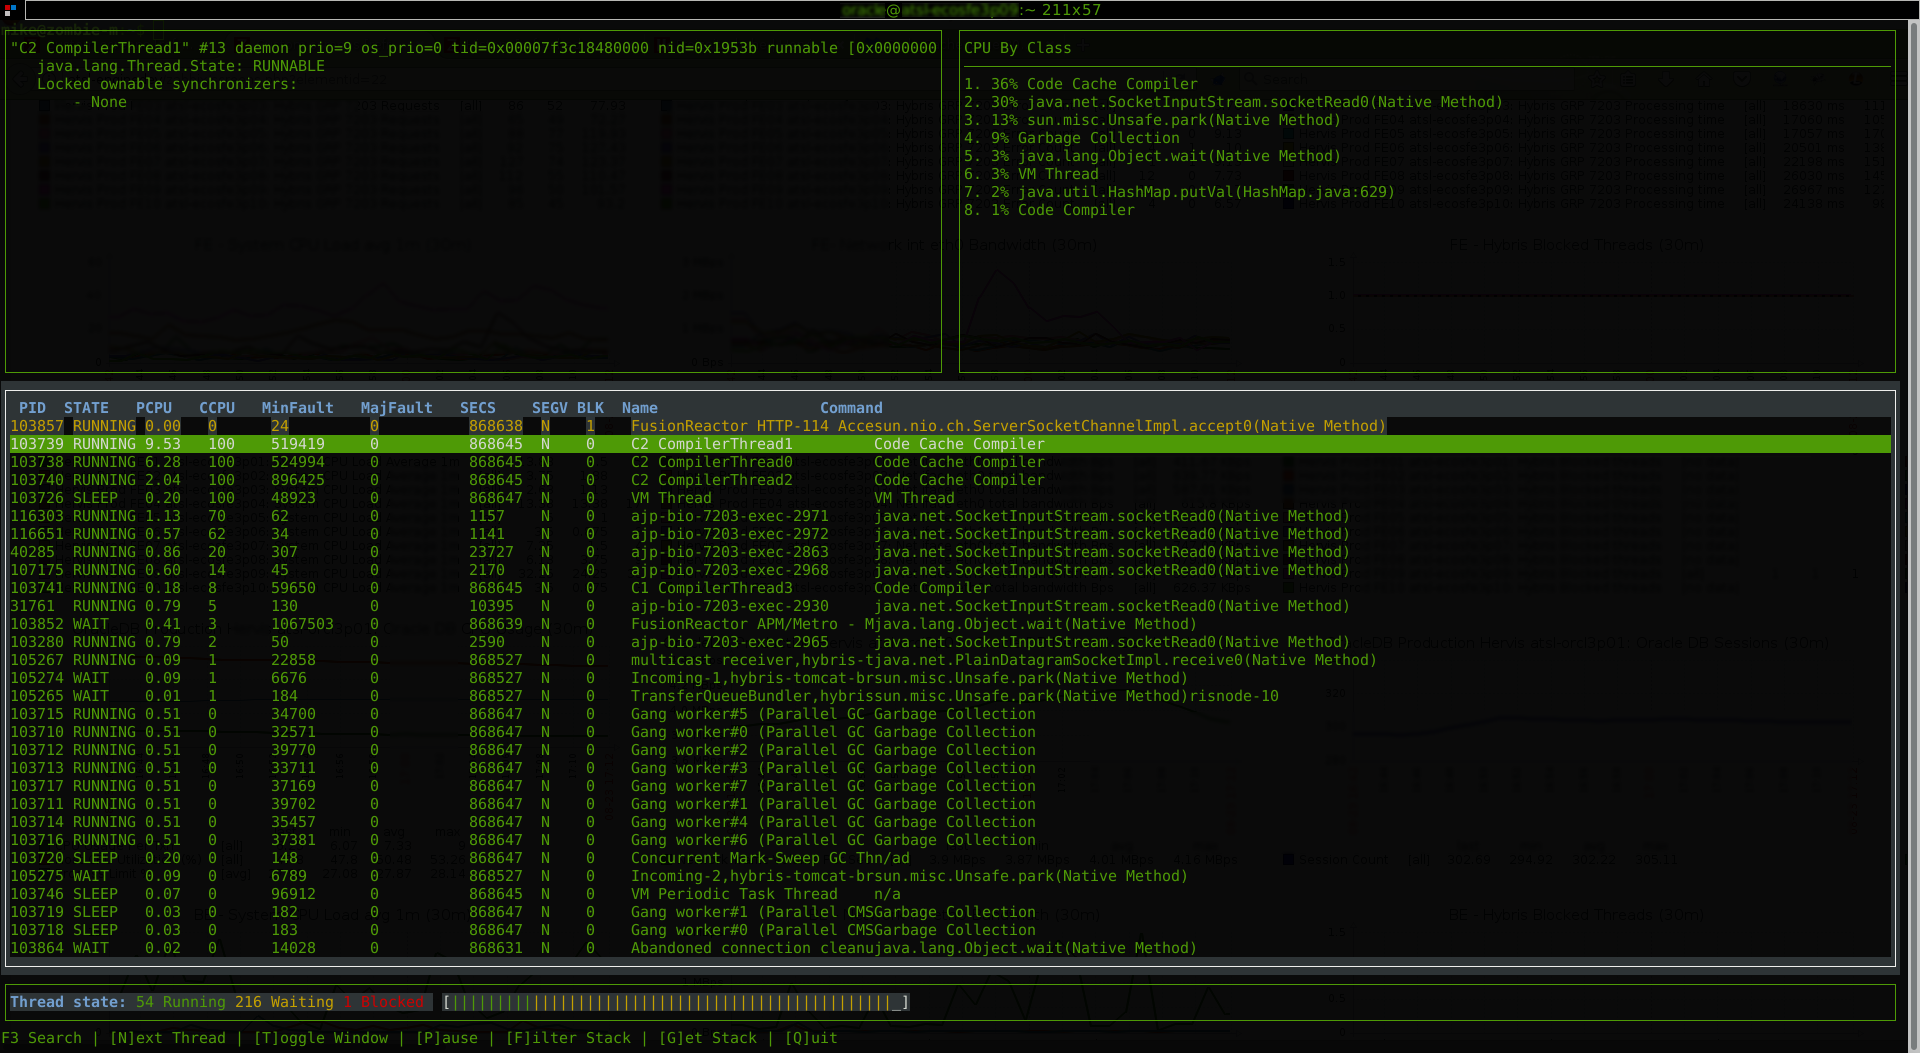 :~ 211x57
"C2 CompilerThread1" #13 daemon prio=9 os_prio=0 tid=0x00007f3c18480000 nid=0x1953b runnable [0x0000000
java.lang.Thread.State: RUNNABLE
Locked ownable synchronizers:
- None
CPU By Class
1. 36% Code Cache Compiler
2. 30% java.net.SocketInputStream.socketRead0(Native Method)
3. 13% sun.misc.Unsafe.park(Native Method)
4. 9% Garbage Collection
5. 3% java.lang.Object.wait(Native Method)
6. 3% VM Thread
7. 2% java.util.HashMap.putVal(HashMap.java:629)
8. 1% Code Compiler
PID STATE PCPU CCPU MinFault MajFault SECS SEGV BLK Name Command
103857 RUNNING 0.00 0 24 0 868638 N 1 FusionReactor HTTP-114 Accesun.nio.ch.ServerSocketChannelImpl.accept0(Native Method)
103739 RUNNING 9.53 100 519419 0 868645 N 0 C2 CompilerThread1 Code Cache Compiler
103738 RUNNING 6.28 100 524994 0 868645 N 0 C2 CompilerThread0 Code Cache Compiler
103740 RUNNING 2.04 100 896425 0 868645 N 0 C2 CompilerThread2 Code Cache Compiler
103726 SLEEP 0.20 100 48923 0 868647 N 0 VM Thread VM Thread
116303 RUNNING 1.13 70 62 0 1157 N 0 ajp-bio-7203-exec-2971 java.net.SocketInputStream.socketRead0(Native Method)
116651 RUNNING 0.57 62 34 0 1141 N 0 ajp-bio-7203-exec-2972 java.net.SocketInputStream.socketRead0(Native Method)
40285 RUNNING 0.86 20 307 0 23727 N 0 ajp-bio-7203-exec-2863 java.net.SocketInputStream.socketRead0(Native Method)
107175 RUNNING 0.60 14 45 0 2170 N 0 ajp-bio-7203-exec-2968 java.net.SocketInputStream.socketRead0(Native Method)
103741 RUNNING 0.18 8 59650 0 868645 N 0 C1 CompilerThread3 Code Compiler
31761 RUNNING 0.79 5 130 0 10395 N 0 ajp-bio-7203-exec-2930 java.net.SocketInputStream.socketRead0(Native Method)
103852 WAIT 0.41 3 1067503 0 868639 N 0 FusionReactor APM/Metro - Mjava.lang.Object.wait(Native Method)
103280 RUNNING 0.79 2 50 0 2590 N 0 ajp-bio-7203-exec-2965 java.net.SocketInputStream.socketRead0(Native Method)
105267 RUNNING 0.09 1 22858 0 868527 N 0 multicast receiver,hybris-tjava.net.PlainDatagramSocketImpl.receive0(Native Method)
105274 WAIT 0.09 1 6676 0 868527 N 0 Incoming-1,hybris-tomcat-brsun.misc.Unsafe.park(Native Method)
105265 WAIT 0.01 1 184 0 868527 N 0 TransferQueueBundler,hybrissun.misc.Unsafe.park(Native Method)risnode-10
103715 RUNNING 0.51 0 34700 0 868647 N 0 Gang worker#5 (Parallel GC Garbage Collection
103710 RUNNING 0.51 0 32571 0 868647 N 0 Gang worker#0 (Parallel GC Garbage Collection
103712 RUNNING 0.51 0 39770 0 868647 N 0 Gang worker#2 (Parallel GC Garbage Collection
103713 RUNNING 0.51 0 33711 0 868647 N 0 Gang worker#3 (Parallel GC Garbage Collection
103717 RUNNING 0.51 0 37169 0 868647 N 0 Gang worker#7 (Parallel GC Garbage Collection
103711 RUNNING 0.51 0 39702 0 868647 N 0 Gang worker#1 (Parallel GC Garbage Collection
103714 RUNNING 0.51 0 35457 0 868647 N 0 Gang worker#4 (Parallel GC Garbage Collection
103716 RUNNING 0.51 0 37381 0 868647 N 0 Gang worker#6 (Parallel GC Garbage Collection
103720 SLEEP 0.20 0 148 0 868647 N 0 Concurrent Mark-Sweep GC Thn/ad
105275 WAIT 0.09 0 6789 0 868527 N 0 Incoming-2,hybris-tomcat-brsun.misc.Unsafe.park(Native Method)
103746 SLEEP 0.07 0 96912 0 868645 N 0 VM Periodic Task Thread n/a
103719 SLEEP 0.03 0 182 0 868647 N 0 Gang worker#1 (Parallel CMSGarbage Collection
103718 SLEEP 0.03 0 183 0 868647 N 0 Gang worker#0 (Parallel CMSGarbage Collection
103864 WAIT 0.02 0 14028 0 868631 N 0 Abandoned connection cleanujava.lang.Object.wait(Native Method)
Thread state: 54 Running 216 Waiting 1 Blocked
F3 Search | [N]ext Thread | [T]oggle Window | [P]ause | [F]ilter Stack | [G]et Stack | [Q]uit